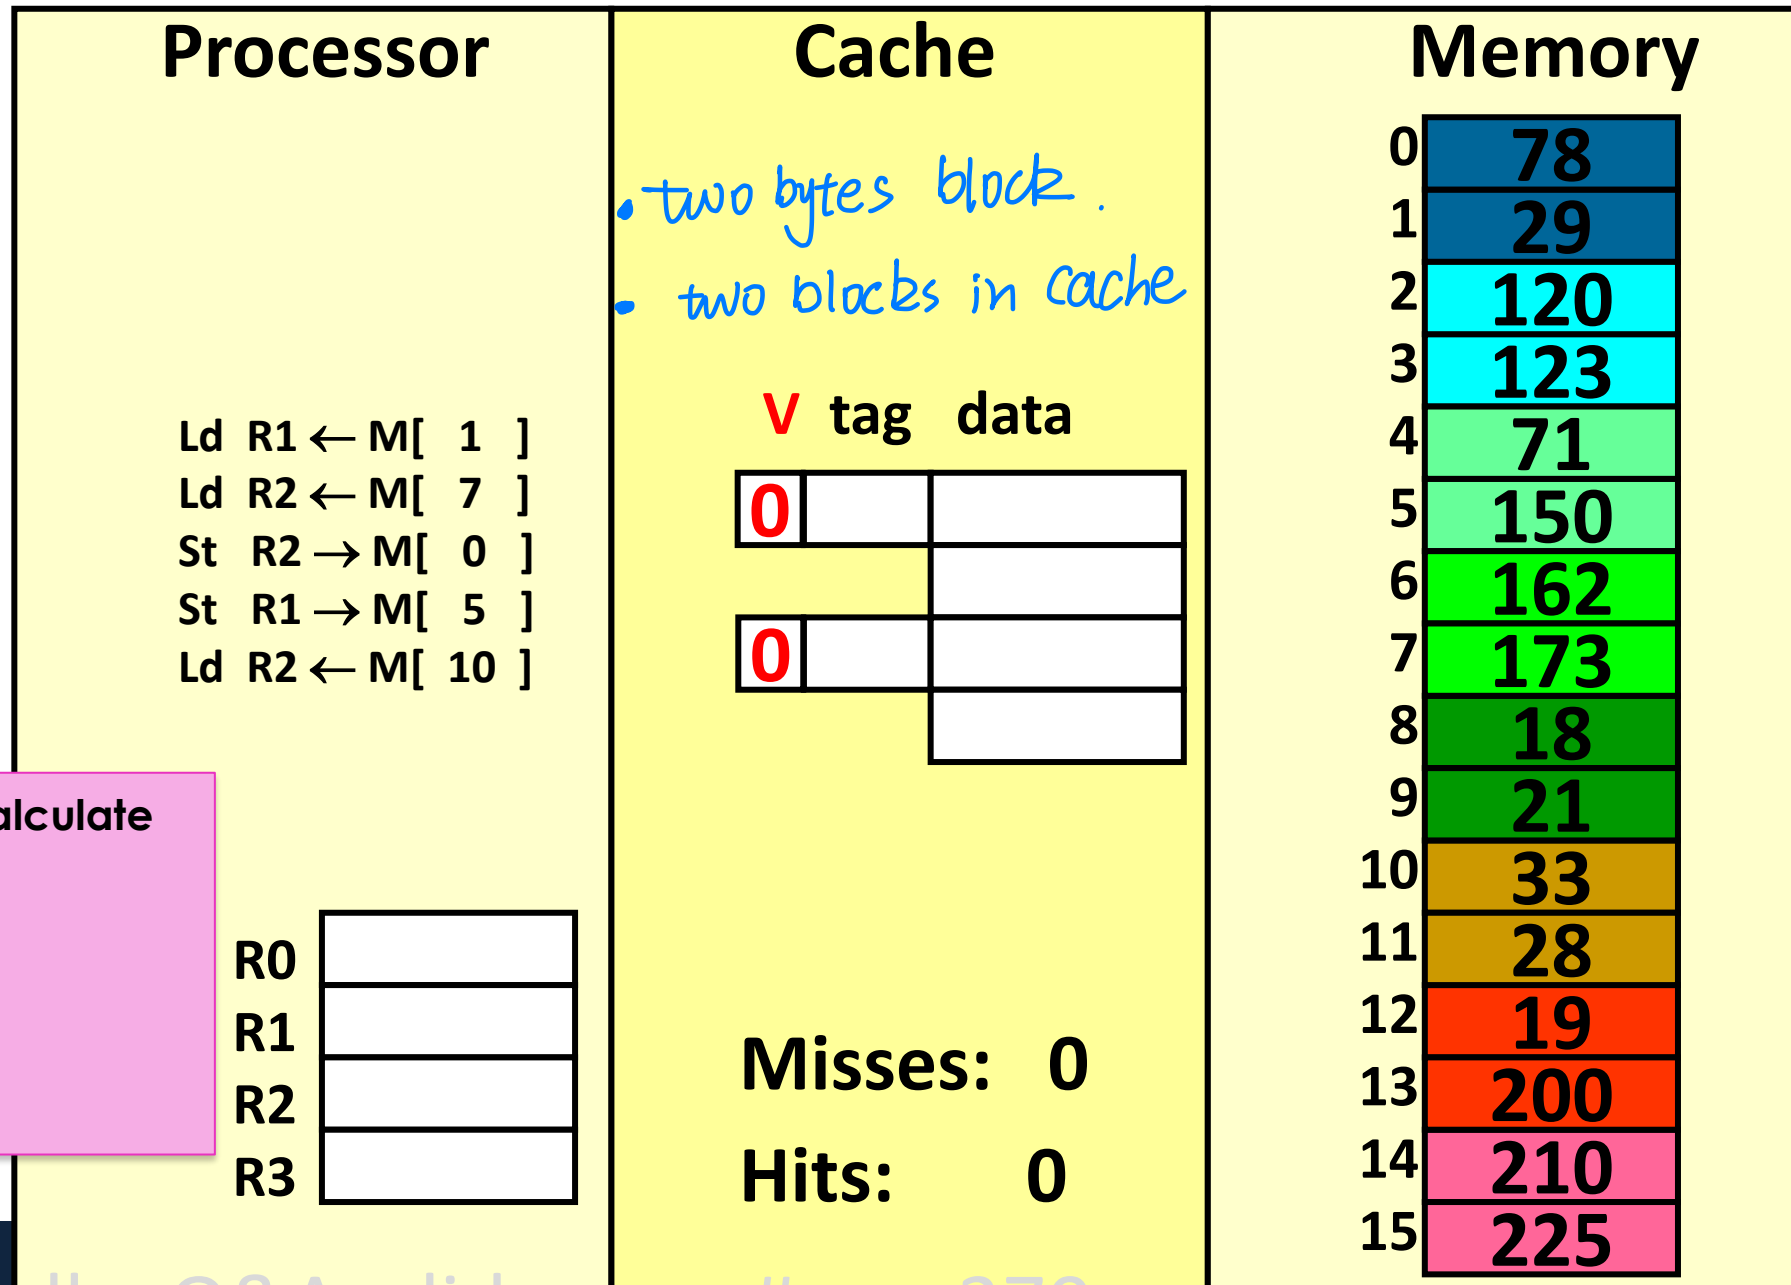 Processor
Ld R1 ← M[ 1 ]
Ld R2 ← M[ 7 ]
St R2 → M[ 0 ]
St R1 → M[ 5 ]
Ld R2 ← M[ 10 ]
alculate
R0
R1
R2
R3
Cache
• two bytes block.
• two blocks in cache
V tag data
0
0
Misses: 0
Hits: 0
Memory
0 78
1 29
2 120
3 123
4 71
5 150
6 162
7 173
8 18
9 21
10 33
11 28
12 19
13 200
14 210
15 225